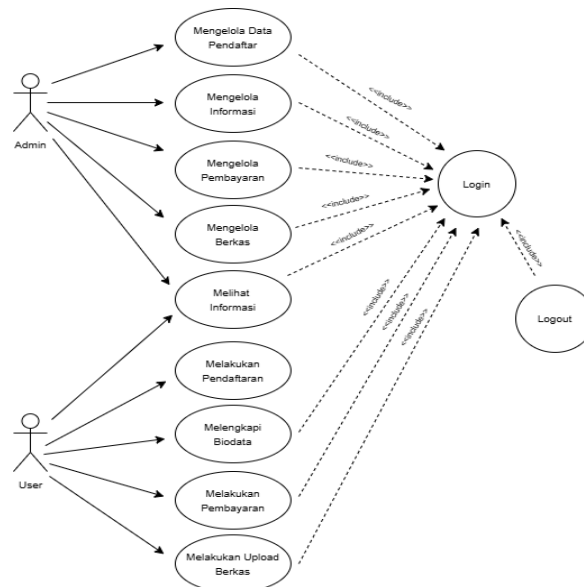 Mengelola Data
Pendaftar
<<include>>
Mengelola
Informasi
<<include>>
Admin
Mengelola
Pembayaran
<<include>>
Login
Mengelola
Berkas
<<include>>
<<include>>
Melihat
Informasi
<<include>>
Logout
<<include>>
<<include>>
<<include>>
Melakukan
Pendaftaran
Melengkapi
Biodata
User
Melakukan
Pembayaran
Melakukan Upload
Berkas